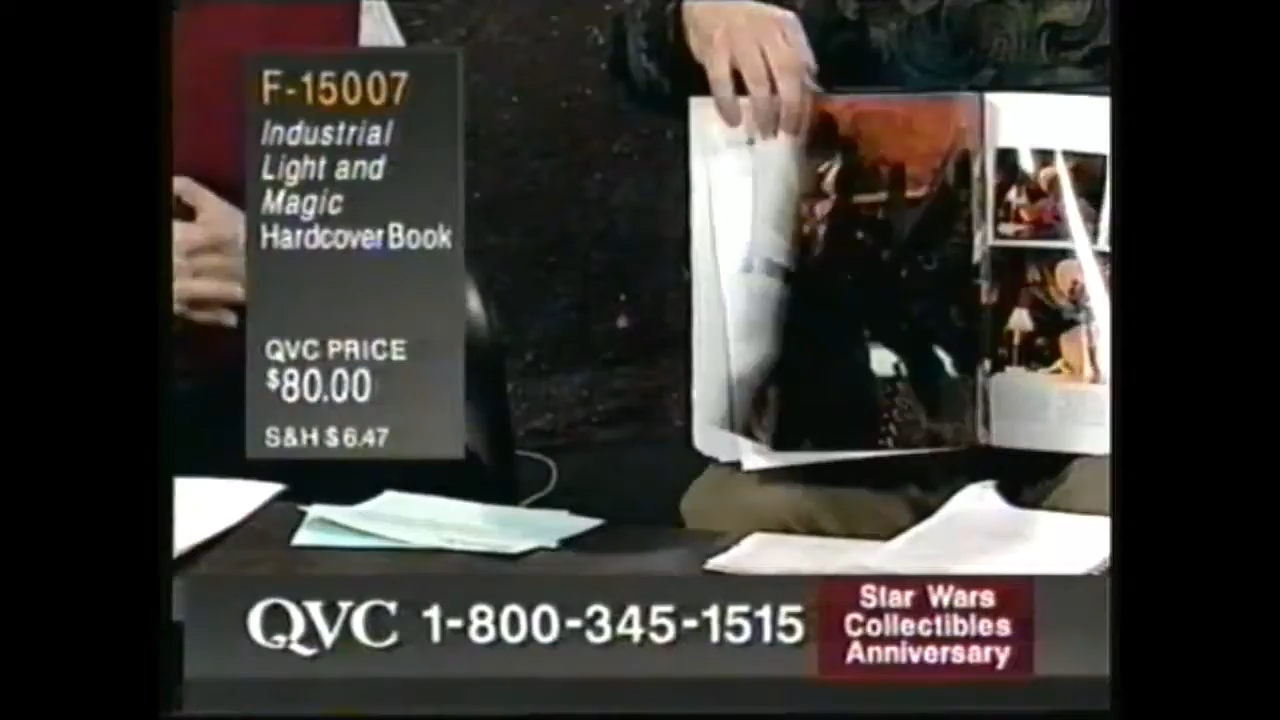 F-15007
Industrial
Light and
Magic
Hardcover Book
QVC PRICE
$80.00
S&H $6.47
QVC 1-800-345-1515
Star Wars
Collectibles
Anniversary